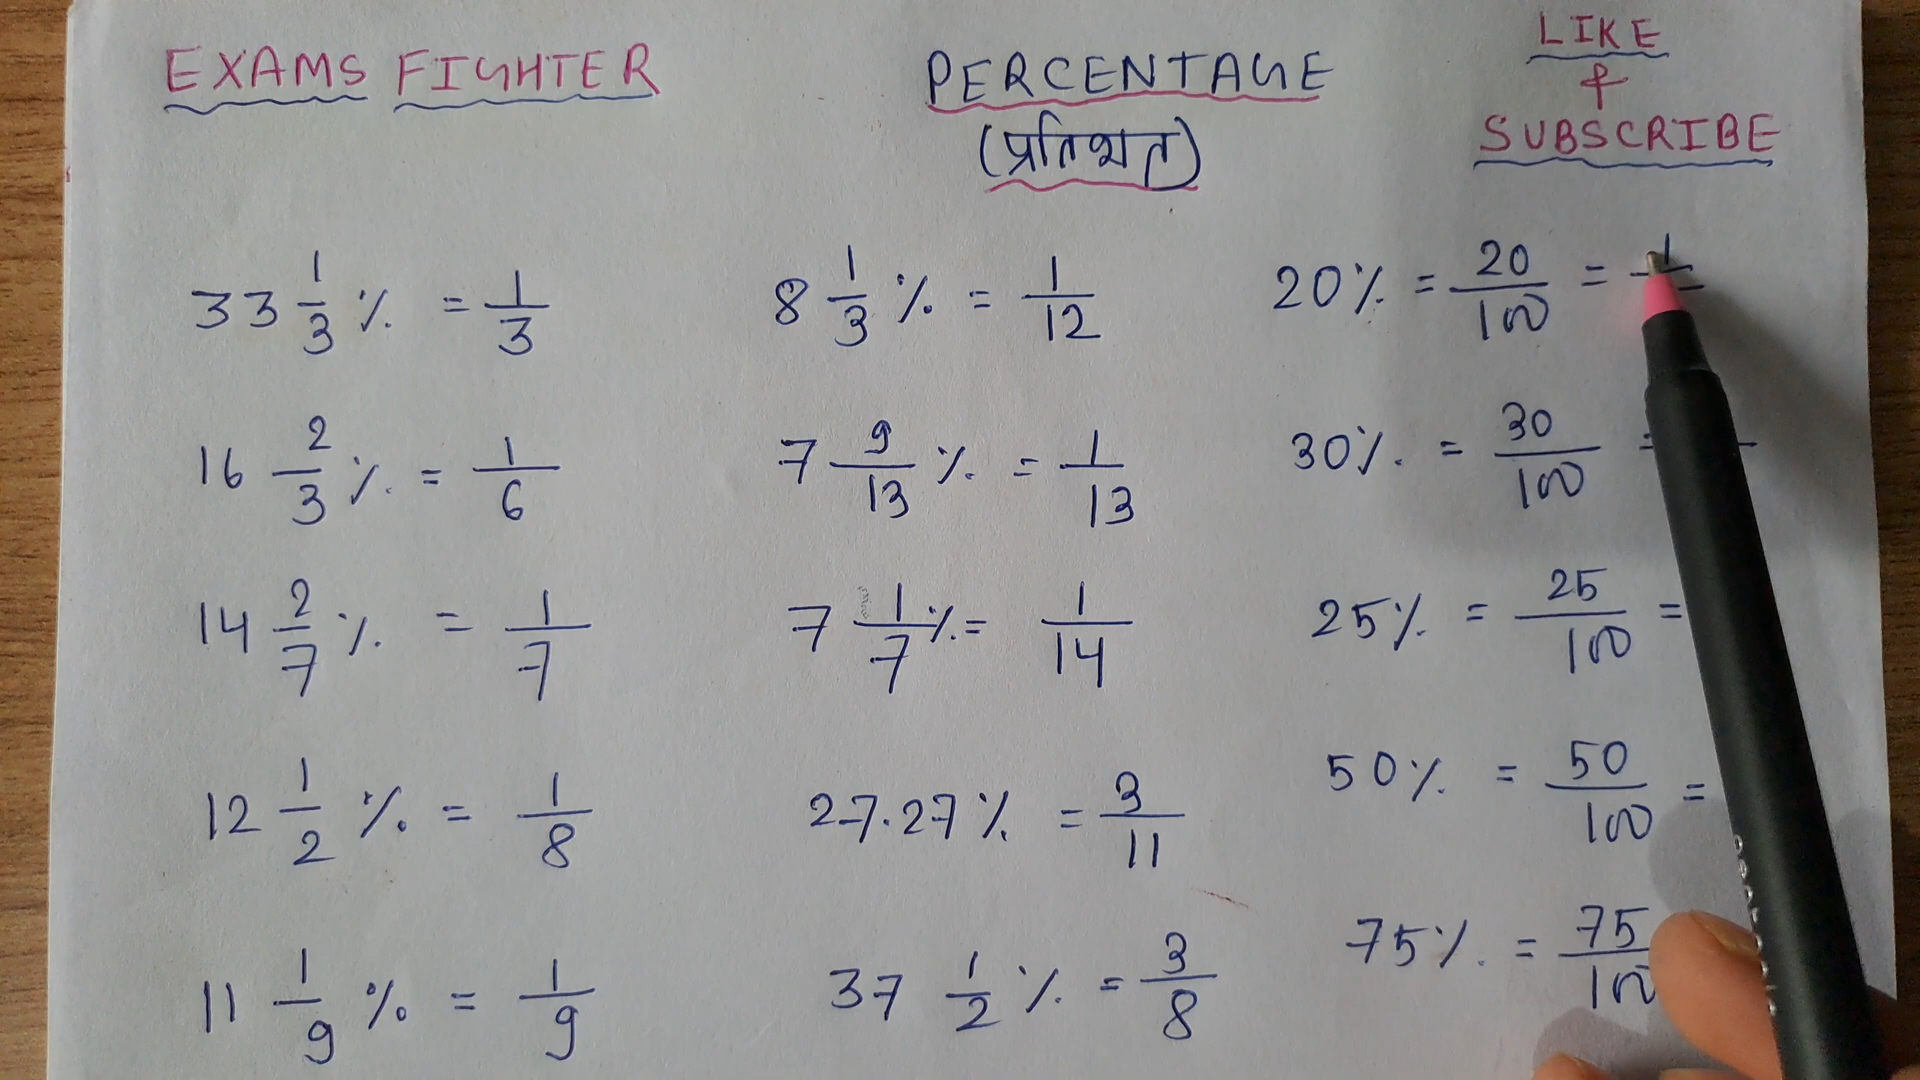 EXAMS FIGHTER
PERCENTAGE
(प्रतिशत)
LIKE
&
SUBSCRIBE
33 1/3 % = 1/3
16 2/3 % = 1/6
14 2/7 % = 1/7
12 1/2 % = 1/8
11 1/9 % = 1/9
8 1/3 % = 1/12
7 9/13 % = 1/13
7 1/7 % = 1/14
27.27 % = 3/11
37 1/2 % = 3/8
20% = 20/100 = 1/
30% = 30/100 =
25% = 25/100 =
50% = 50/100 =
75% = 75/100